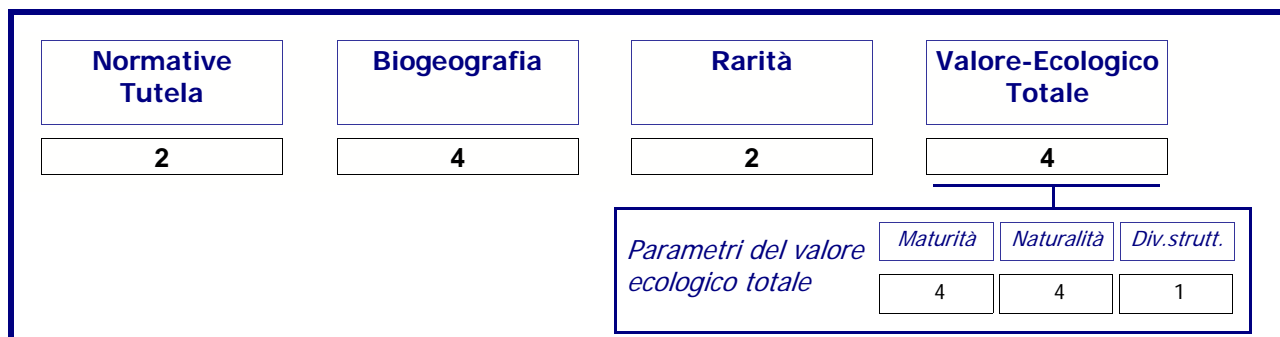 Normative Tutela
Biogeografia
Rarità
Valore-Ecologico Totale
2
4
2
4
Parametri del valore ecologico totale
Maturità
Naturalità
Div.strutt.
4
4
1